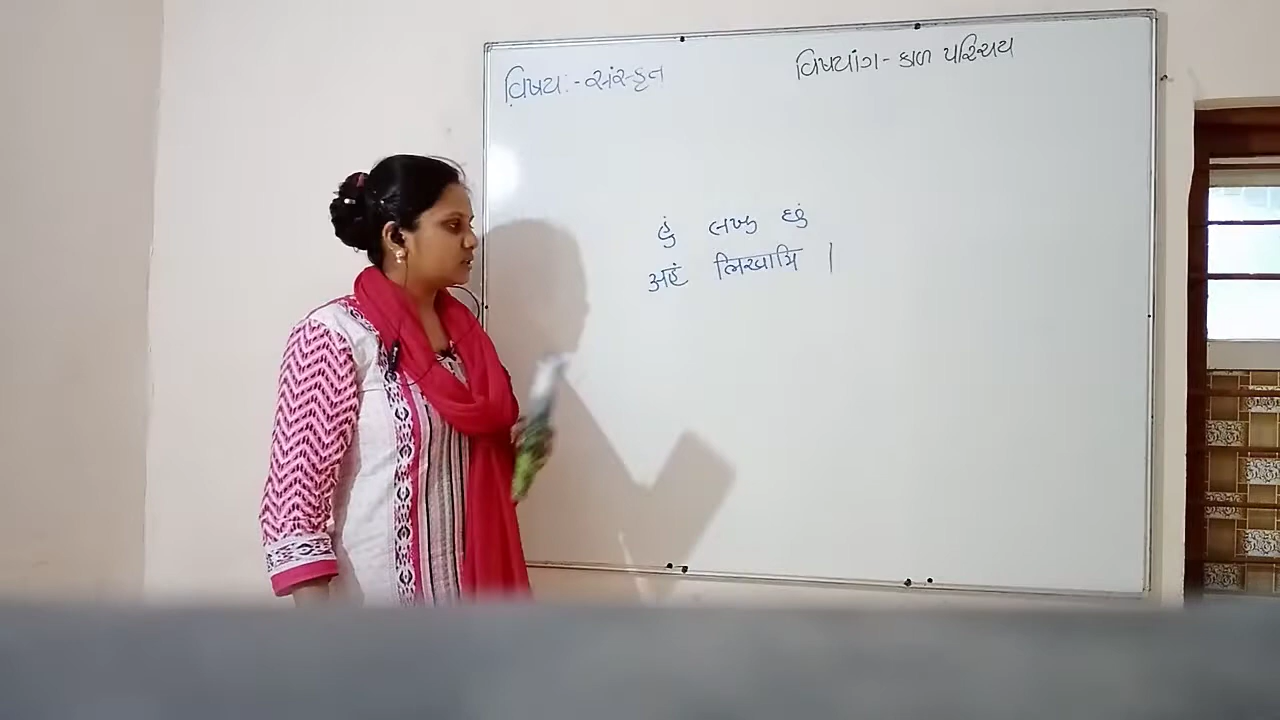 વિષય :- સંસ્કૃત
વિષયાંગ - કાળ પરિચય
હું લખુ છું
अहं लिखामि ।